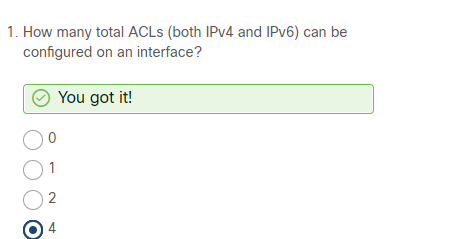 1. How many total ACLs (both IPv4 and IPv6) can be
configured on an interface?
You got it!
0
1
2
4